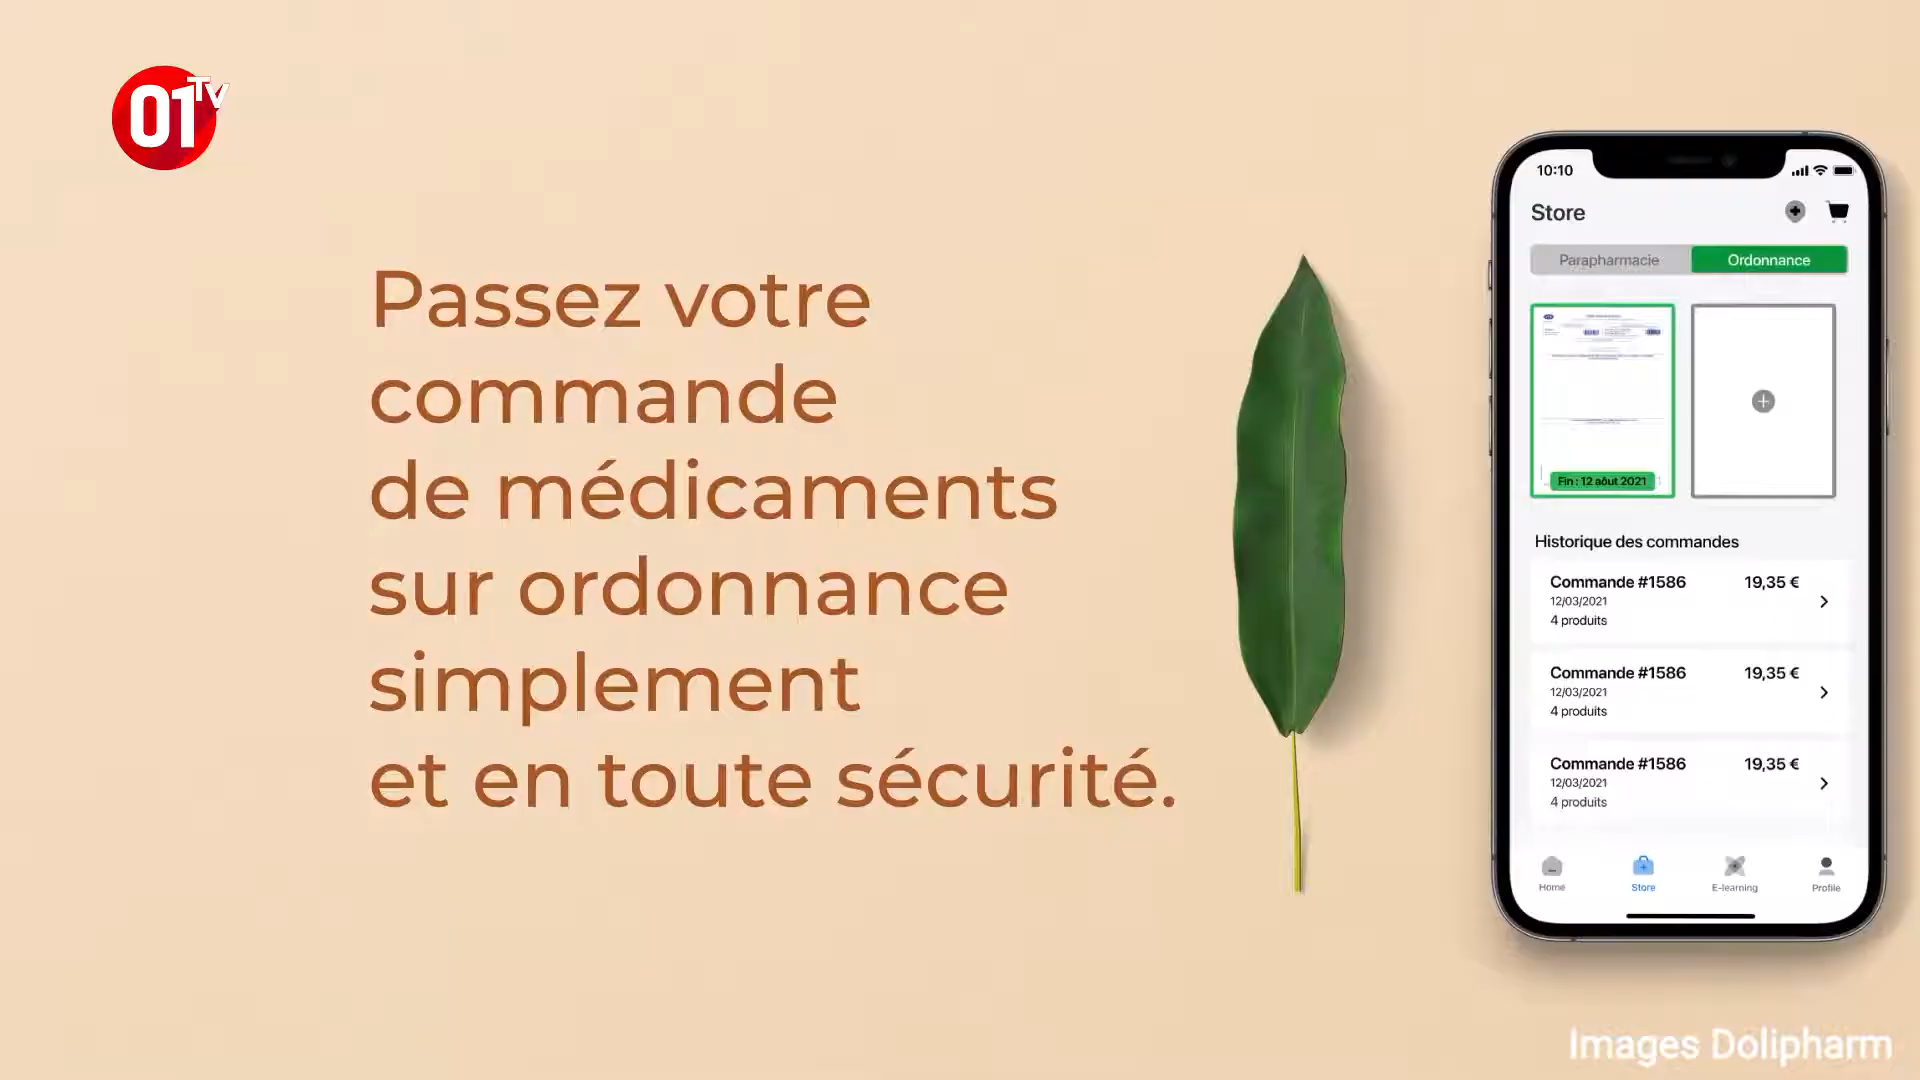 01TV
Passez votre
commande
de médicaments
sur ordonnance
simplement
et en toute sécurité.
10:10
Store
Parapharmacie
Ordonnance
Fin : 12 aôut 2021
Historique des commandes
Commande #1586 19,35 €
12/03/2021
4 produits
Commande #1586 19,35 €
12/03/2021
4 produits
Commande #1586 19,35 €
12/03/2021
4 produits
Home Store E-learning Profile
Images Dolipharm